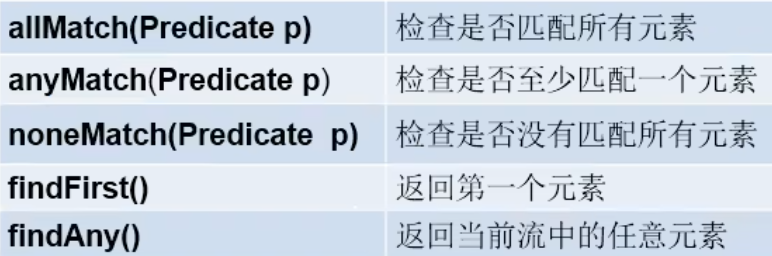 allMatch(Predicate p) 检查是否匹配所有元素
anyMatch(Predicate p) 检查是否至少匹配一个元素
noneMatch(Predicate  p) 检查是否没有匹配所有元素
findFirst() 返回第一个元素
findAny() 返回当前流中的任意元素